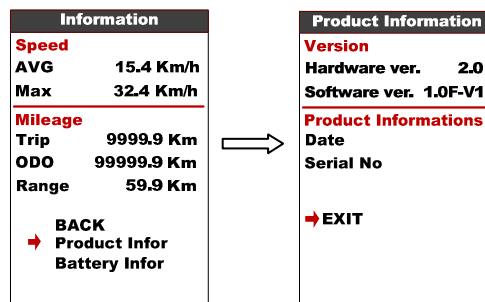 Information
Speed
AVG 15.4 Km/h
Max 32.4 Km/h
Mileage
Trip 9999.9 Km
ODO 99999.9 Km
Range 59.9 Km
BACK
Product Infor
Battery Infor
Product Information
Version
Hardware ver. 2.0
Software ver. 1.0F-V1
Product Informations
Date
Serial No
EXIT